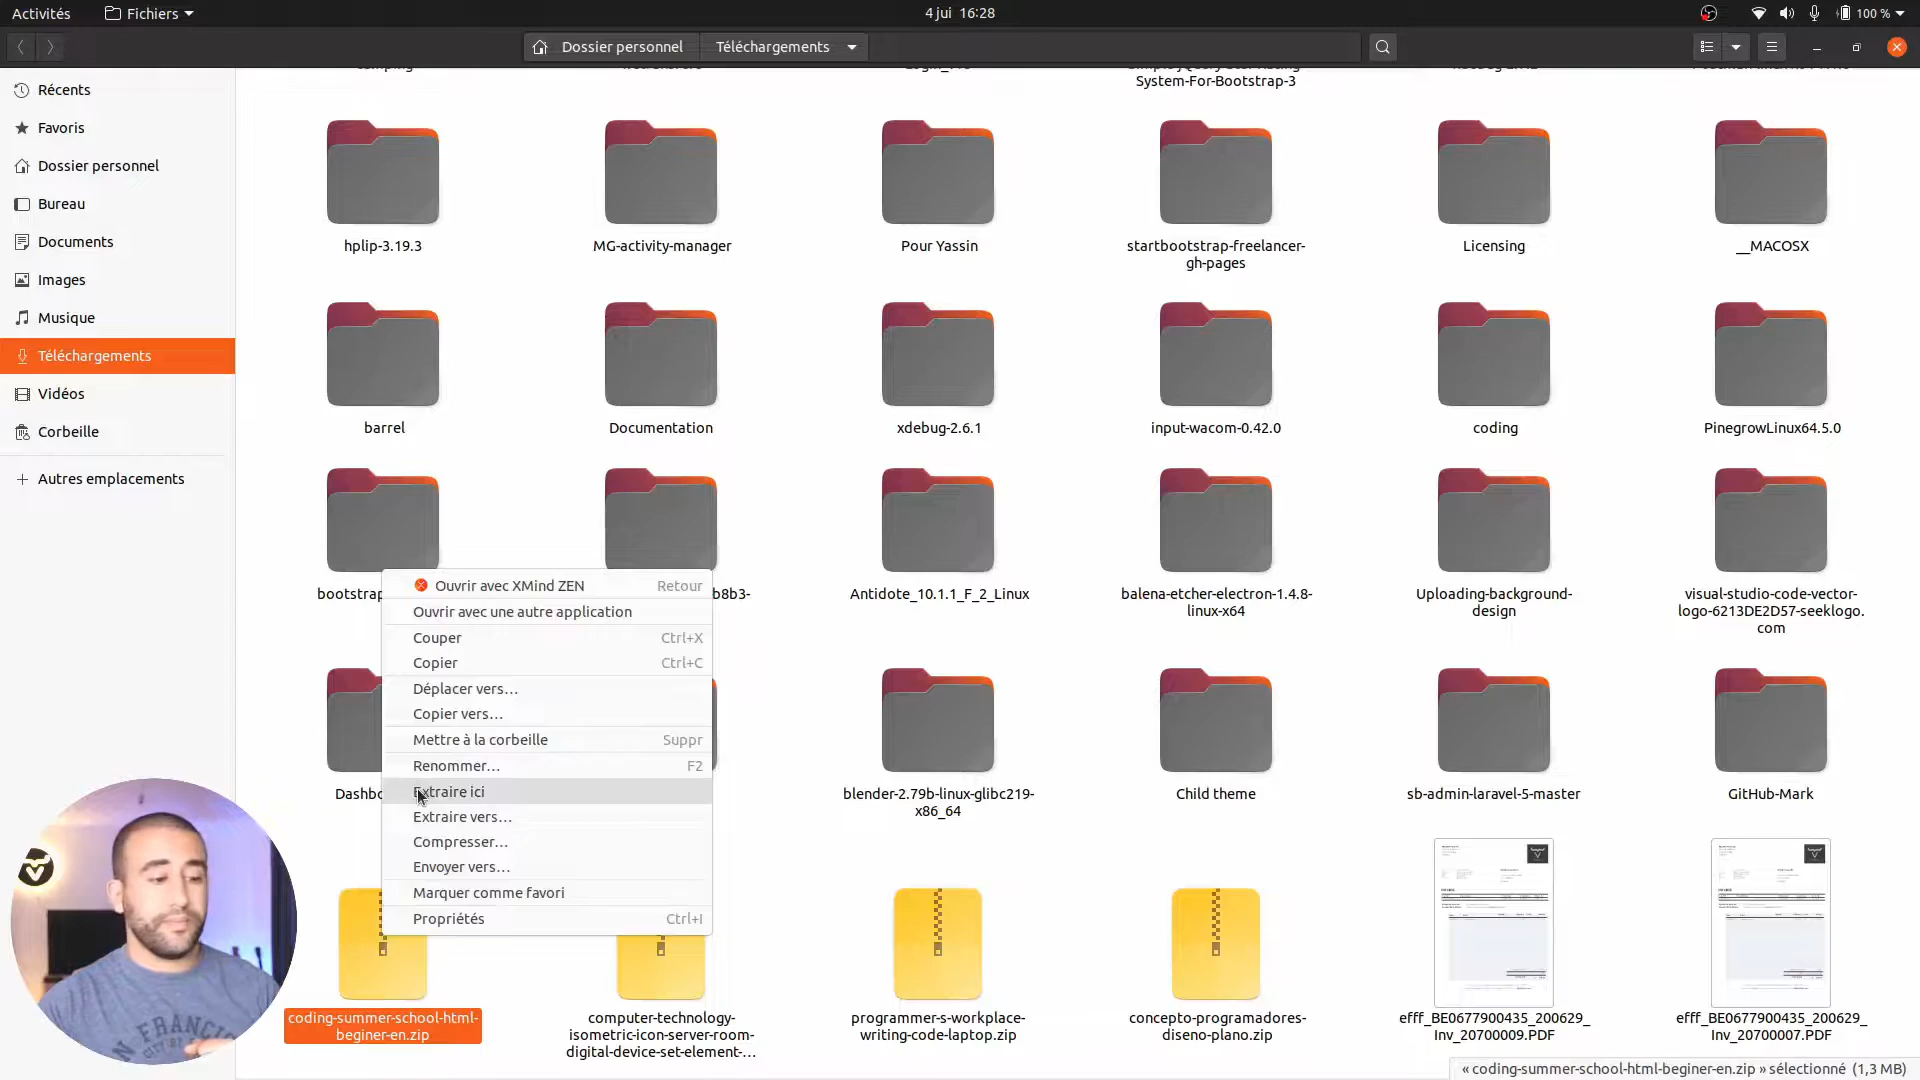 Activités
Fichiers
4 jui 16:28
100 %
Dossier personnel
Téléchargements
Récents
Favoris
Dossier personnel
Bureau
Documents
Images
Musique
Téléchargements
Vidéos
Corbeille
Autres emplacements
System-For-Bootstrap-3
hplip-3.19.3
MG-activity-manager
Pour Yassin
startbootstrap-freelancer-
gh-pages
Licensing
__MACOSX
barrel
Documentation
xdebug-2.6.1
input-wacom-0.42.0
coding
PinegrowLinux64.5.0
bootstrap
b8b3-
Antidote_10.1.1_F_2_Linux
balena-etcher-electron-1.4.8-
linux-x64
Uploading-background-
design
visual-studio-code-vector-
logo-6213DE2D57-seeklogo.
com
Ouvrir avec XMind ZEN Retour
Ouvrir avec une autre application
Couper Ctrl+X
Copier Ctrl+C
Déplacer vers…
Copier vers…
Mettre à la corbeille Suppr
Renommer… F2
Extraire ici
Extraire vers…
Compresser…
Envoyer vers…
Marquer comme favori
Propriétés Ctrl+I
Dashbo
blender-2.79b-linux-glibc219-
x86_64
Child theme
sb-admin-laravel-5-master
GitHub-Mark
coding-summer-school-html-
beginer-en.zip
computer-technology-
isometric-icon-server-room-
digital-device-set-element-…
programmer-s-workplace-
writing-code-laptop.zip
concepto-programadores-
diseno-plano.zip
efff_BE0677900435_200629_
Inv_20700009.PDF
efff_BE0677900435_200629_
Inv_20700007.PDF
« coding-summer-school-html-beginer-en.zip » sélectionné (1,3 MB)